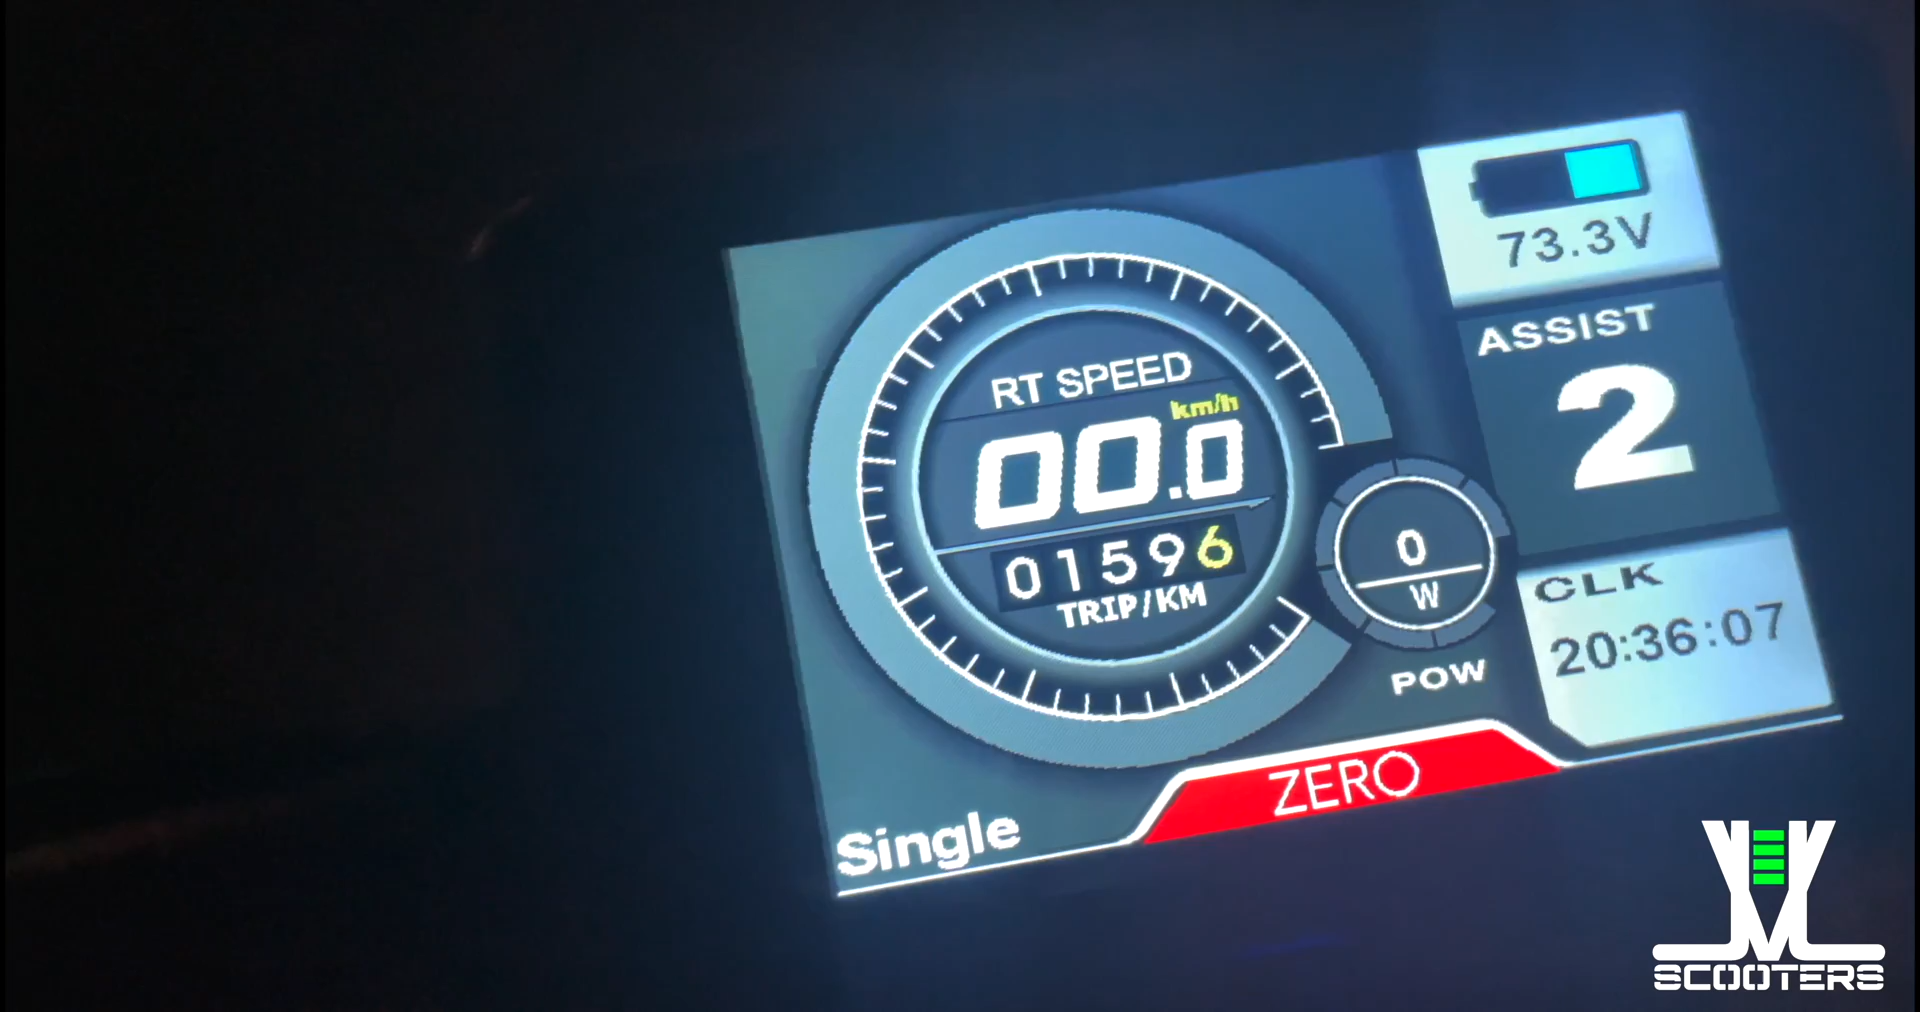 73.3V
ASSIST
2
RT SPEED
km/h
00.0
01596
TRIP/KM
0
W
POW
CLK
20:36:07
ZERO
Single
SCOOTERS